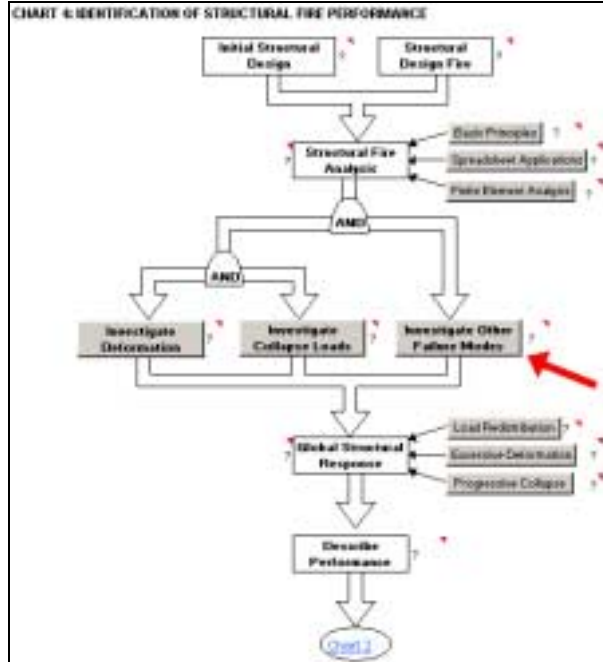 CHART 4: IDENTIFICATION OF STRUCTURAL FIRE PERFORMANCE
Initial Structural
Design
?
Structural
Design Fire
?
?
Structural Fire
Analysis
Basic Principles
?
Spreadsheet Applications
?
Finite Element Analysis
?
AND
AND
Investigate
Deformation
?
Investigate
Collapse Loads
?
Investigate Other
Failure Modes
?
?
Global Structural
Response
Load Redistribution
?
Excessive Deformation
?
Progressive Collapse
?
Describe
Performance
?
Chart 2